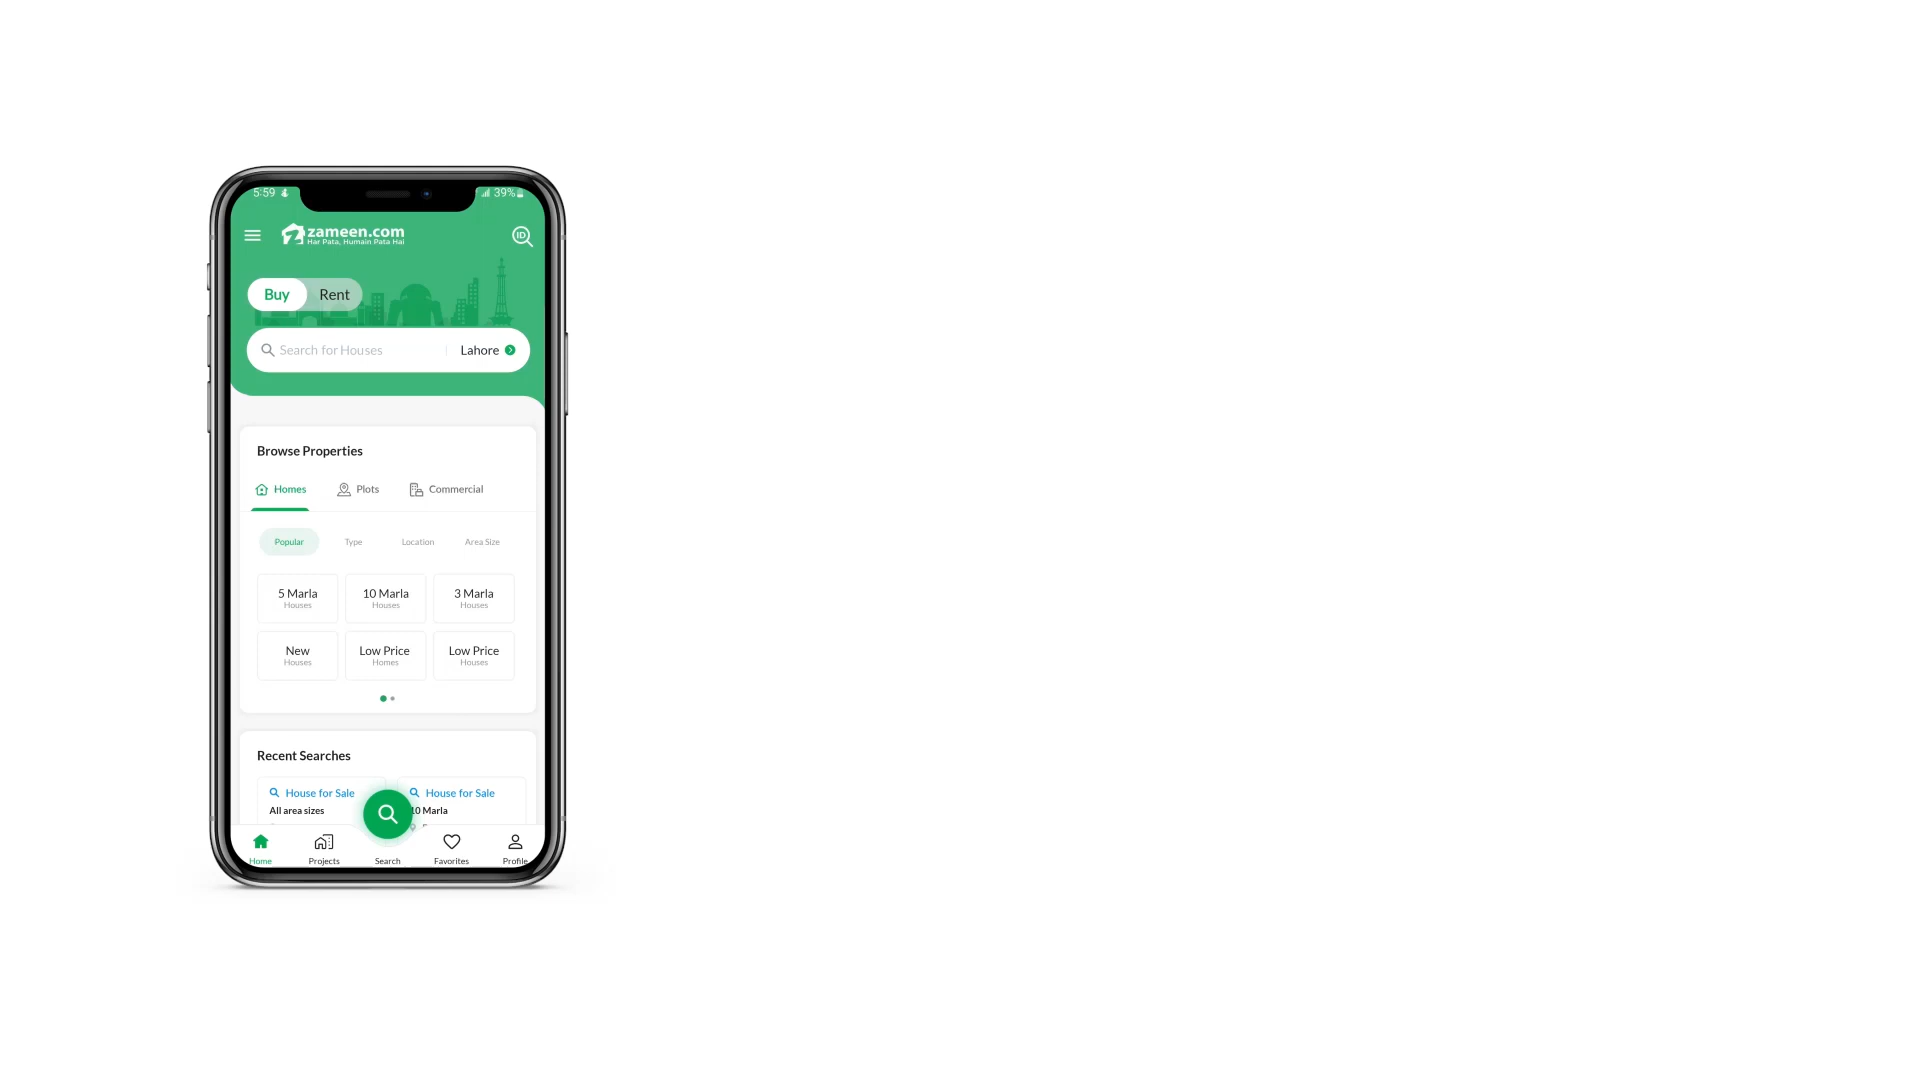 5:59
39%
zameen.com
Har Pata, Humain Pata Hai
ID
Buy Rent
Search for Houses Lahore
Browse Properties
Homes Plots Commercial
Popular Type Location Area Size
5 Marla 10 Marla 3 Marla
Houses Houses Houses
New Low Price Low Price
Houses Homes Houses
Recent Searches
House for Sale House for Sale
All area sizes 10 Marla
Home Projects Search Favorites Profile